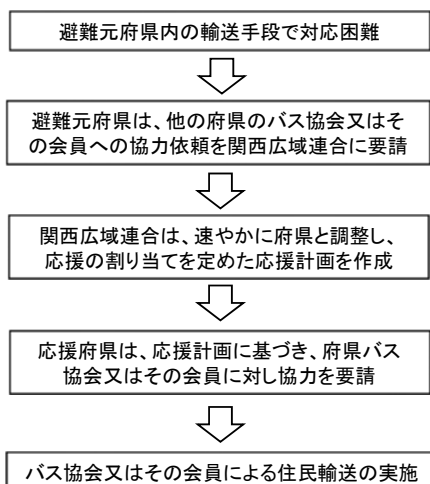 避難元府県内の輸送手段で対応困難
避難元府県は、他の府県のバス協会又はそ
の会員への協力依頼を関西広域連合に要請
関西広域連合は、速やかに府県と調整し、
応援の割り当てを定めた応援計画を作成
応援府県は、応援計画に基づき、府県バス
協会又はその会員に対し協力を要請
バス協会又はその会員による住民輸送の実施